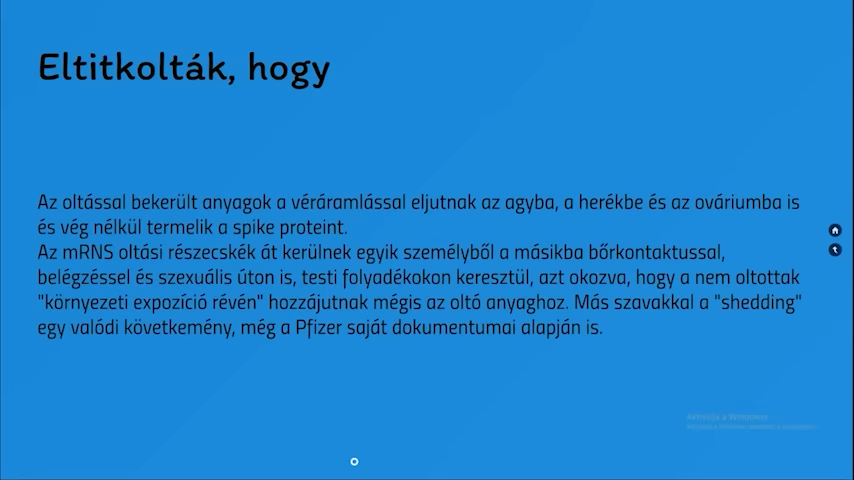 Eltitkolták, hogy
Az oltással bekerült anyagok a véráramlással eljutnak az agyba, a herékbe és az ováriumba is
és vég nélkül termelik a spike proteint.
Az mRNS oltási részecskék át kerülnek egyik személyből a másikba bőrkontaktussal,
belégzéssel és szexuális úton is, testi folyadékokon keresztül, azt okozva, hogy a nem oltottak
"környezeti expozíció révén" hozzájutnak mégis az oltó anyaghoz. Más szavakkal a "shedding"
egy valódi következmény, még a Pfizer saját dokumentumai alapján is.